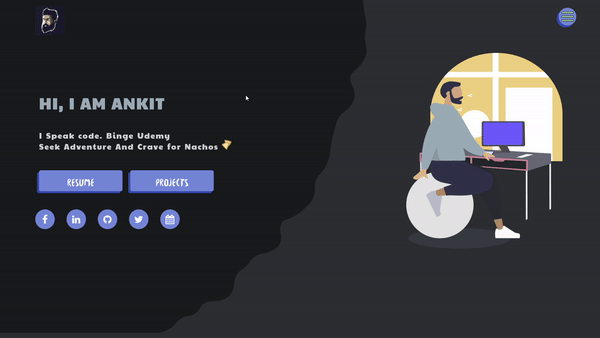 HI, I AM ANKIT
I Speak code. Binge Udemy
Seek Adventure And Crave for Nachos
RESUME
PROJECTS